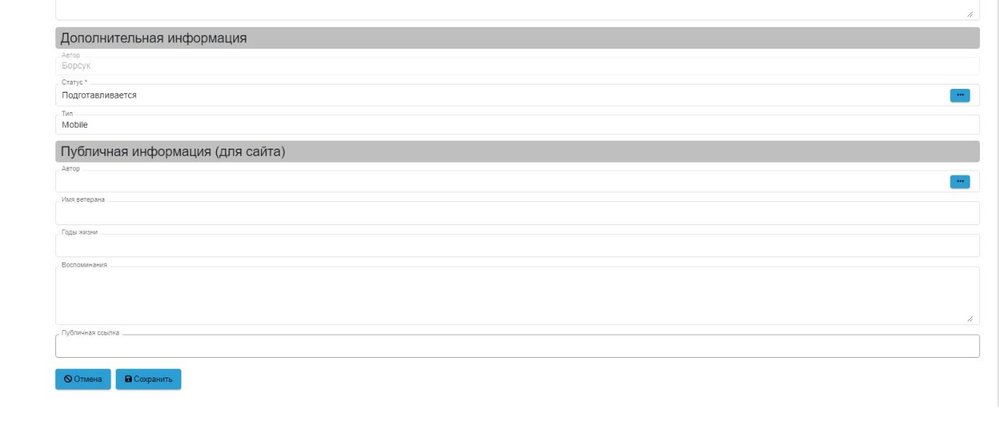 Дополнительная информация
Автор
Борсук
Статус *
Подготавливается
Тип
Mobile
Публичная информация (для сайта)
Автор
Имя ветерана
Годы жизни
Воспоминания
Публичная ссылка
Отмена Сохранить